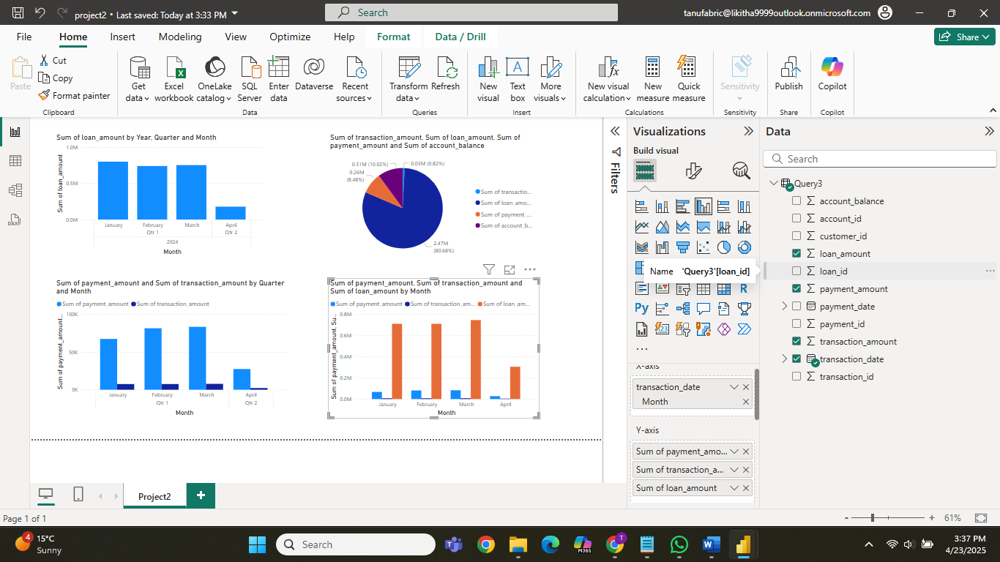 project2 • Last saved: Today at 3:33 PM
Search
tanufabric@likitha9999outlook.onmicrosoft.com
File
Home
Insert
Modeling
View
Optimize
Help
Format
Data / Drill
Share
Paste
Cut
Copy
Format painter
Clipboard
Get
data
Excel
workbook
OneLake
catalog
SQL
Server
Enter
data
Dataverse
Recent
sources
Data
Transform
data
Refresh
Queries
New
visual
Text
box
More
visuals
Insert
New visual
calculation
New
measure
Quick
measure
Calculations
Sensitivity
Sensitivity
Publish
Share
Copilot
Copilot
DAX
Sum of loan_amount by Year, Quarter and Month
Sum of loan_amount
1.0M
0.5M
0.0M
January
February
March
April
Qtr 1
Qtr 2
2024
Month
Sum of transaction_amount, Sum of loan_amount, Sum of
payment_amount and Sum of account_balance
0.31M (10.02%)
0.03M (0.82%)
0.26M
(8.48%)
2.47M
(80.68%)
Sum of transactio...
Sum of loan_amo...
Sum of payment_...
Sum of account_b...
Sum of payment_amount and Sum of transaction_amount by Quarter
and Month
Sum of payment_amount
Sum of transaction_amount
Sum of payment_amount...
100K
50K
0K
January
February
March
April
Qtr 1
Qtr 2
Month
Sum of payment_amount, Sum of transaction_amount and
Sum of loan_amount by Month
Sum of payment_amount
Sum of transaction_am...
Sum of loan_am...
Sum of payment_amount, Su...
0.8M
0.6M
0.4M
0.2M
0.0M
January
February
March
April
Month
Filters
Visualizations
Build visual
R
Py
123
Name 'Query3'[loan_id]
X-axis
transaction_date
Month
Y-axis
Sum of payment_amo...
Sum of transaction_a...
Sum of loan_amount
Data
Search
Query3
account_balance
account_id
customer_id
loan_amount
loan_id
payment_amount
payment_date
payment_id
transaction_amount
transaction_date
transaction_id
Project2
Page 1 of 1
61%
4
15°C
Sunny
Search
M365
T
3:37 PM
4/23/2025